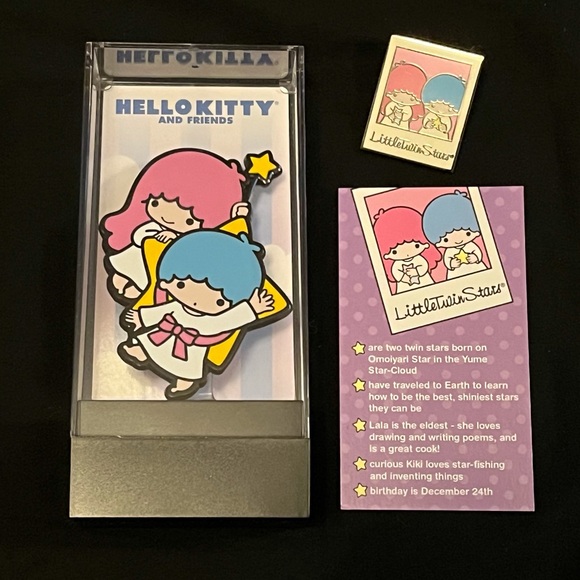 HELLO KITTY
HELLO KITTY®
AND FRIENDS
LittleTwinStars®
LittleTwinStars®
are two twin stars born on
Omoiyari Star in the Yume
Star-Cloud
have traveled to Earth to learn
how to be the best, shiniest stars
they can be
Lala is the eldest - she loves
drawing and writing poems, and
is a great cook!
curious Kiki loves star-fishing
and inventing things
birthday is December 24th